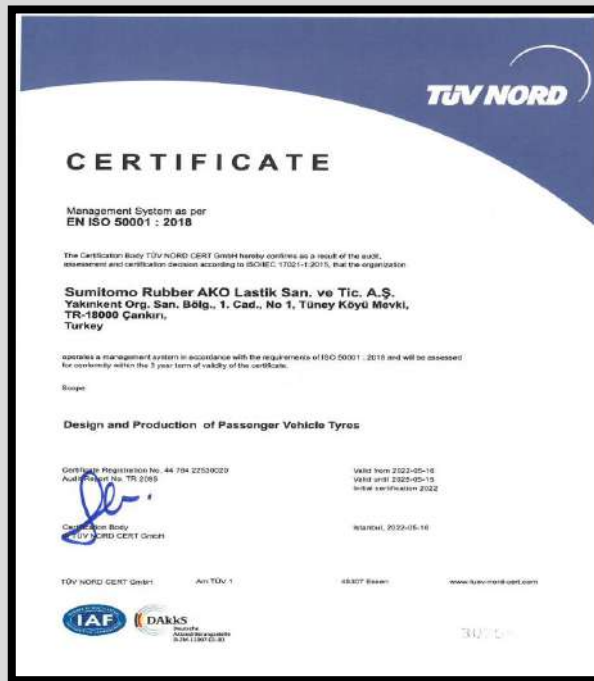 TÜV NORD
CERTIFICATE
Management System as per
EN ISO 50001 : 2018
The Certification Body TÜV NORD CERT GmbH hereby confirms as a result of the audit,
assessment and certification decision according to ISO/IEC 17021-1:2015, that the organization
Sumitomo Rubber AKO Lastik San. ve Tic. A.Ş.
Yakınkent Org. San. Bölg., 1. Cad., No 1, Tüney Köyü Mevki,
TR-18000 Çankırı,
Turkey
operates a management system in accordance with the requirements of ISO 50001 : 2018 and will be assessed
for conformity within the 3 year term of validity of the certificate.
Scope
Design and Production of Passenger Vehicle Tyres
Certificate Registration No. 44 764 22530020
Audit Report No. TR
Valid from 2022-05-16
Valid until 2025-05-15
Initial certification 2022
Certification Body
TÜV NORD CERT GmbH
Istanbul, 2022-05-16
TÜV NORD CERT GmbH Am TÜV 1 45307 Essen www.tuev-nord-cert.com
IAF
DAkkS
Deutsche
Akkreditierungsstelle